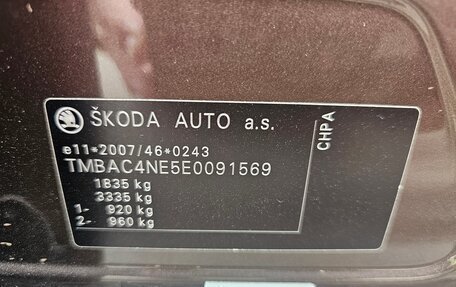 ŠKODA AUTO a.s.
e11*2007/46*0243
TMBAC4NE5E0091569
1835 kg
3335 kg
1- 920 kg
2- 960 kg
CHPA